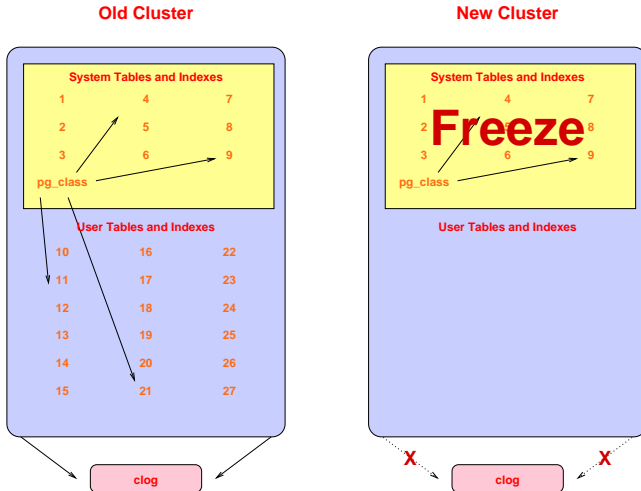 Old Cluster
System Tables and Indexes
1 4 7
2 5 8
3 6 9
pg_class
User Tables and Indexes
10 16 22
11 17 23
12 18 24
13 19 25
14 20 26
15 21 27
clog
New Cluster
System Tables and Indexes
1 4 7
2 5 8
Freeze
3 6 9
pg_class
User Tables and Indexes
X X
clog